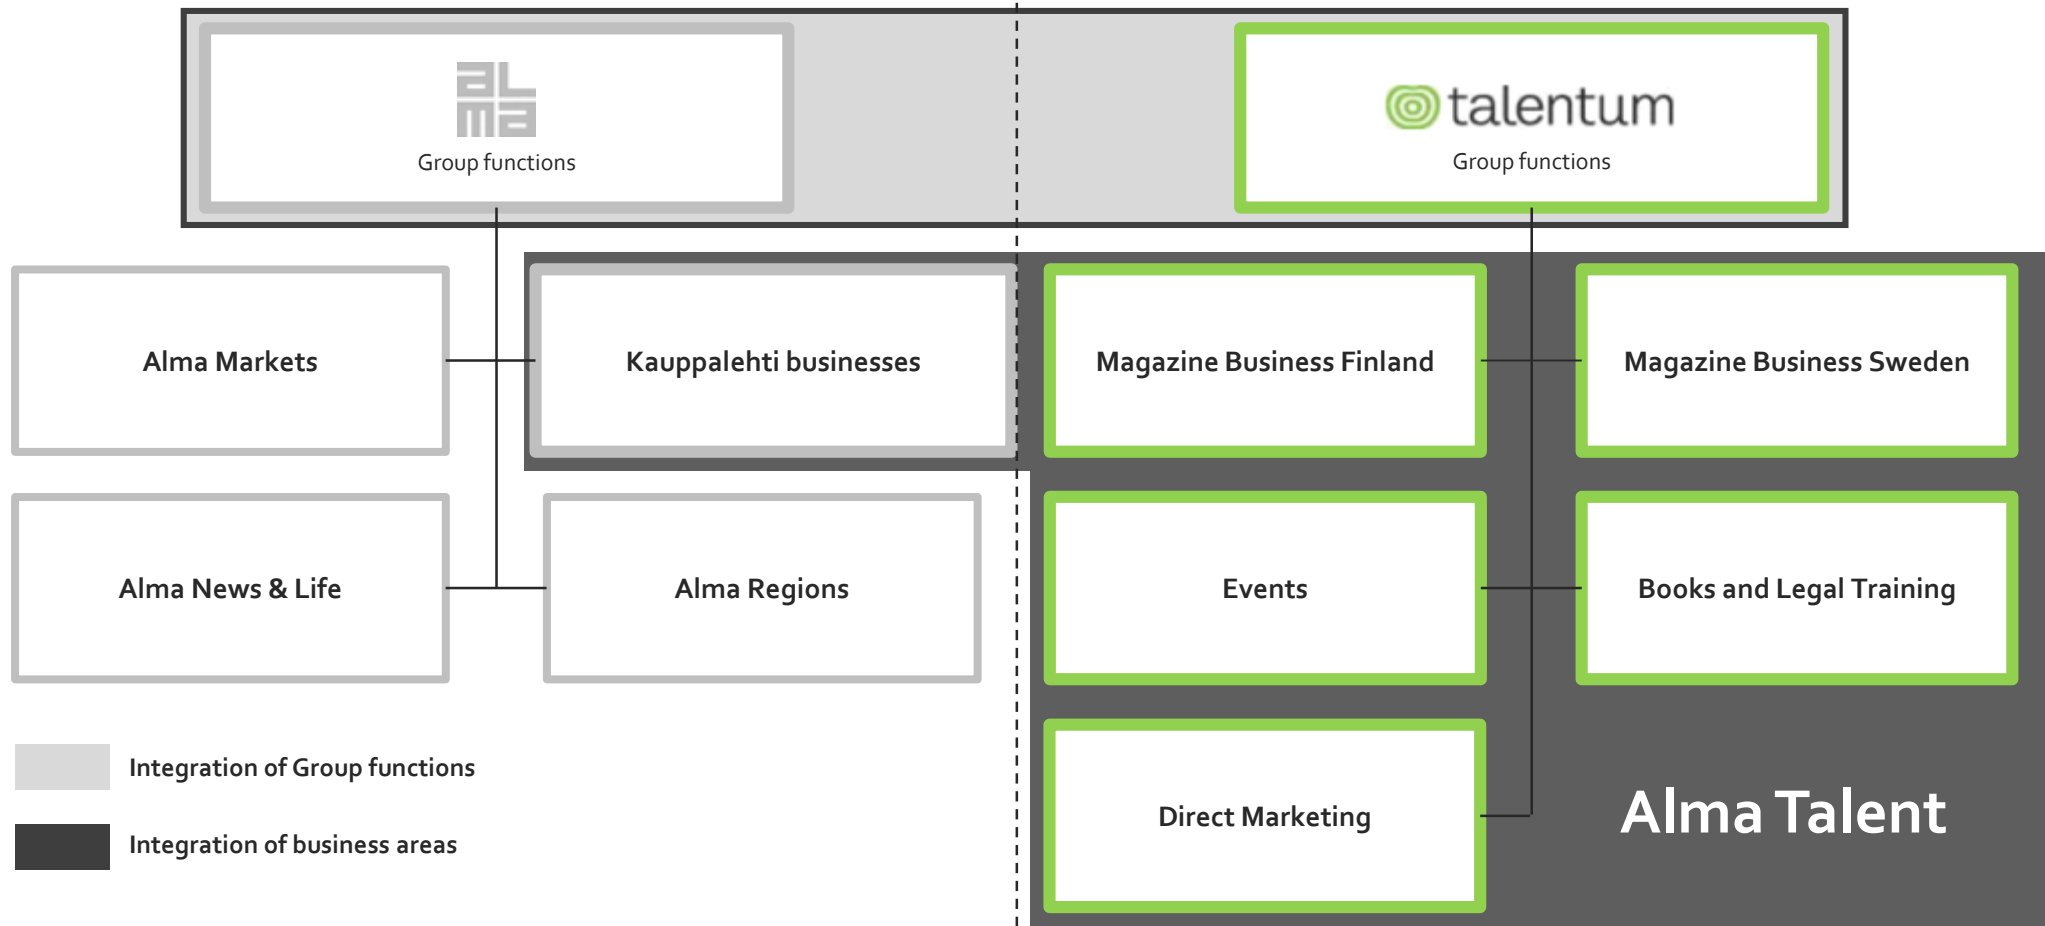 alma
talentum
Group functions
Group functions
Alma Markets
Kauppalehti businesses
Magazine Business Finland
Magazine Business Sweden
Alma News & Life
Alma Regions
Events
Books and Legal Training
Integration of Group functions
Direct Marketing
Alma Talent
Integration of business areas